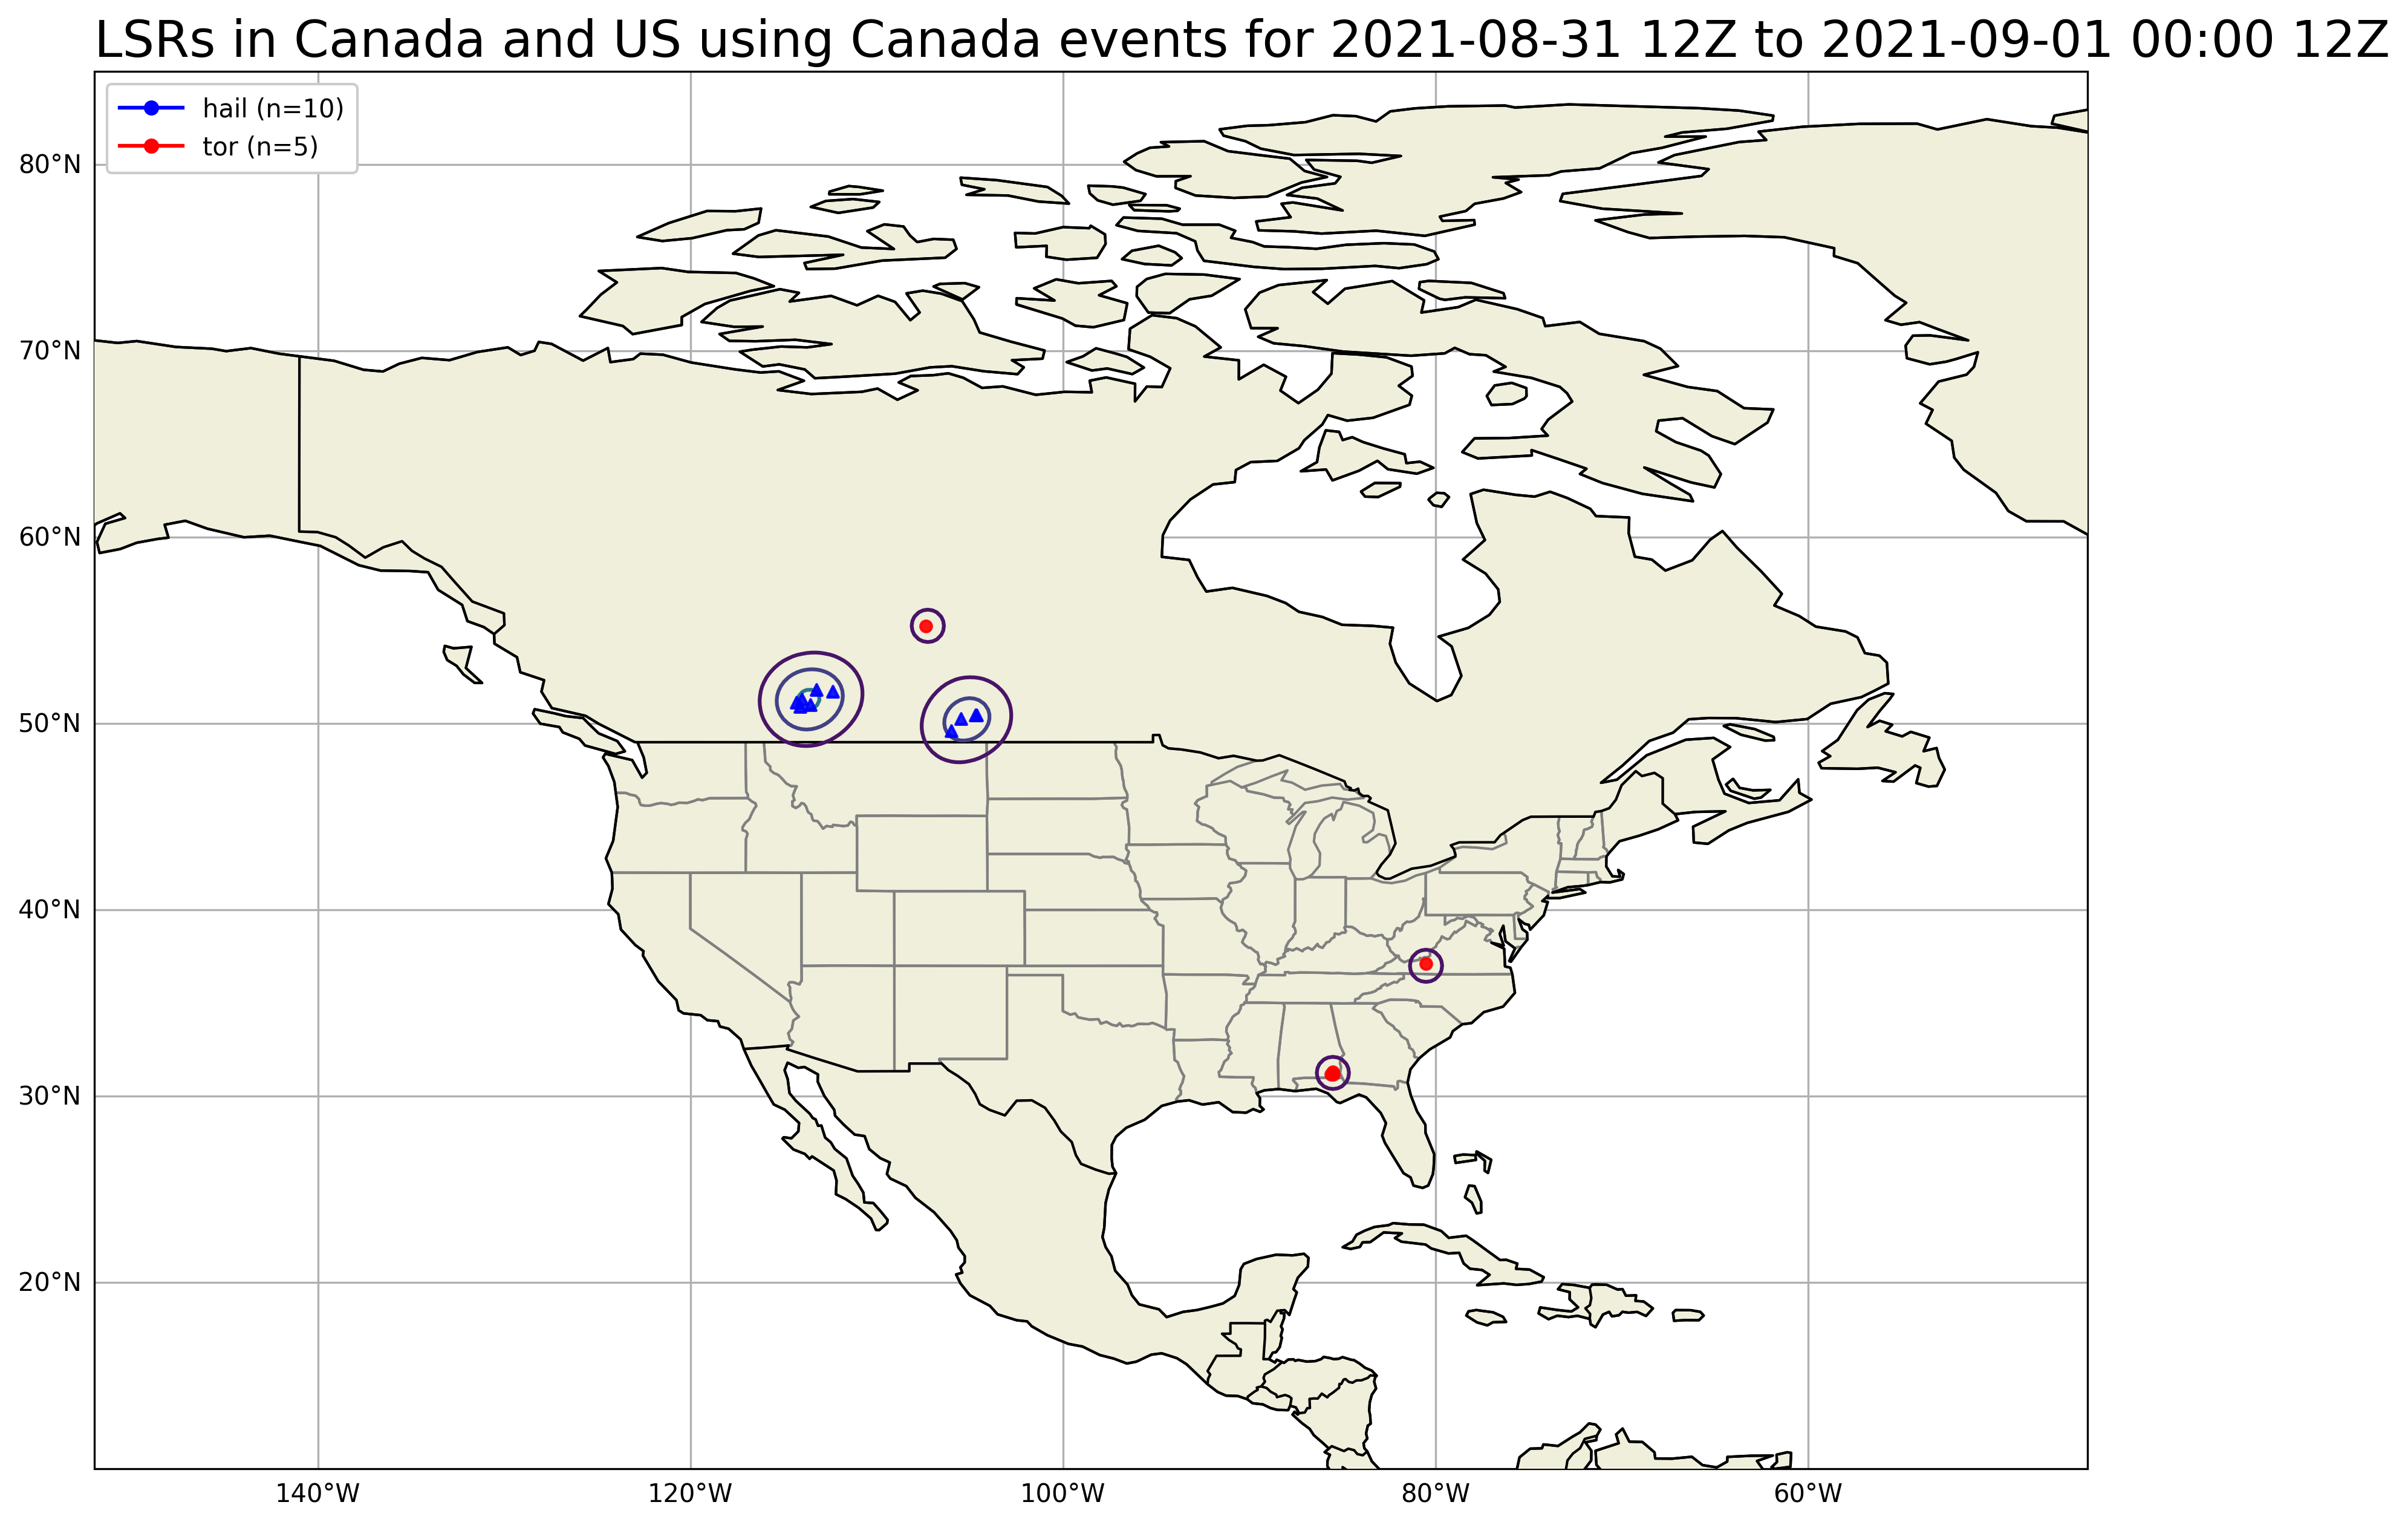 LSRs in Canada and US using Canada events for 2021-08-31 12Z to 2021-09-01 00:00 12Z
hail (n=10)
tor (n=5)
80°N
70°N
60°N
50°N
40°N
30°N
20°N
140°W
120°W
100°W
80°W
60°W